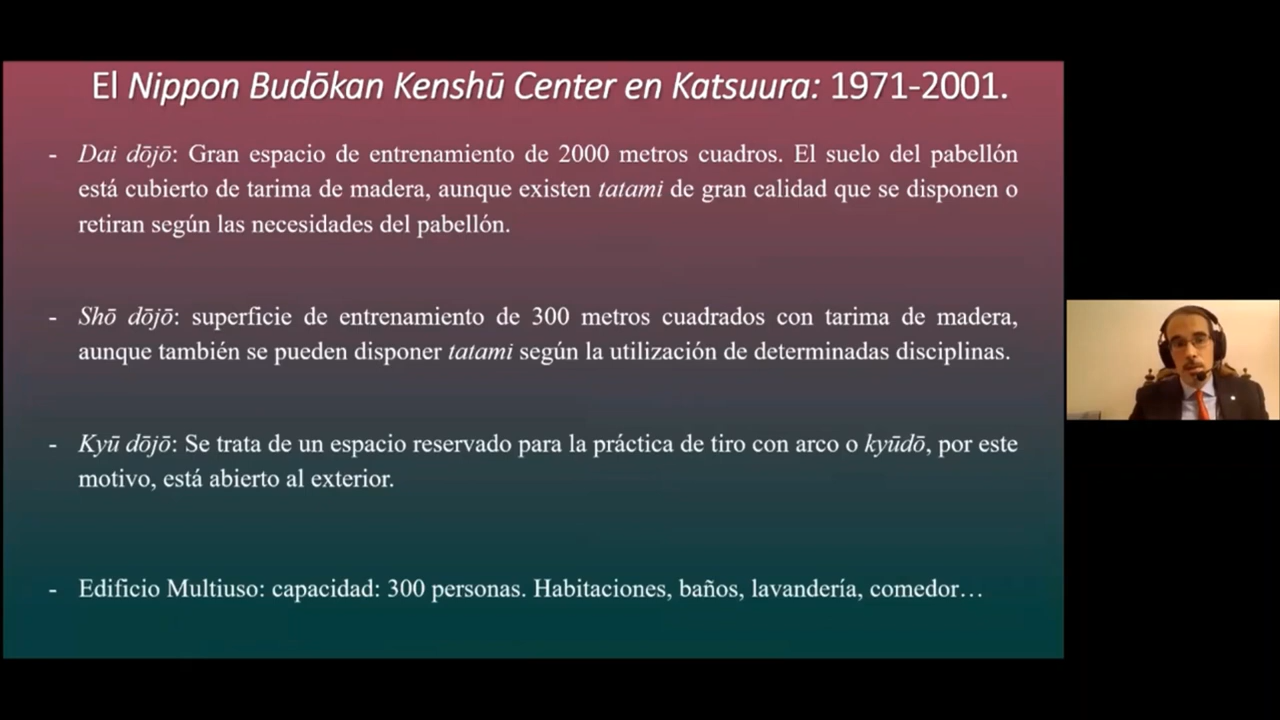 El Nippon Budōkan Kenshū Center en Katsuura: 1971-2001.
- Dai dōjō: Gran espacio de entrenamiento de 2000 metros cuadros. El suelo del pabellón
está cubierto de tarima de madera, aunque existen tatami de gran calidad que se disponen o
retiran según las necesidades del pabellón.
- Shō dōjō: superficie de entrenamiento de 300 metros cuadrados con tarima de madera,
aunque también se pueden disponer tatami según la utilización de determinadas disciplinas.
- Kyū dōjō: Se trata de un espacio reservado para la práctica de tiro con arco o kyūdō, por este
motivo, está abierto al exterior.
- Edificio Multiuso: capacidad: 300 personas. Habitaciones, baños, lavandería, comedor…